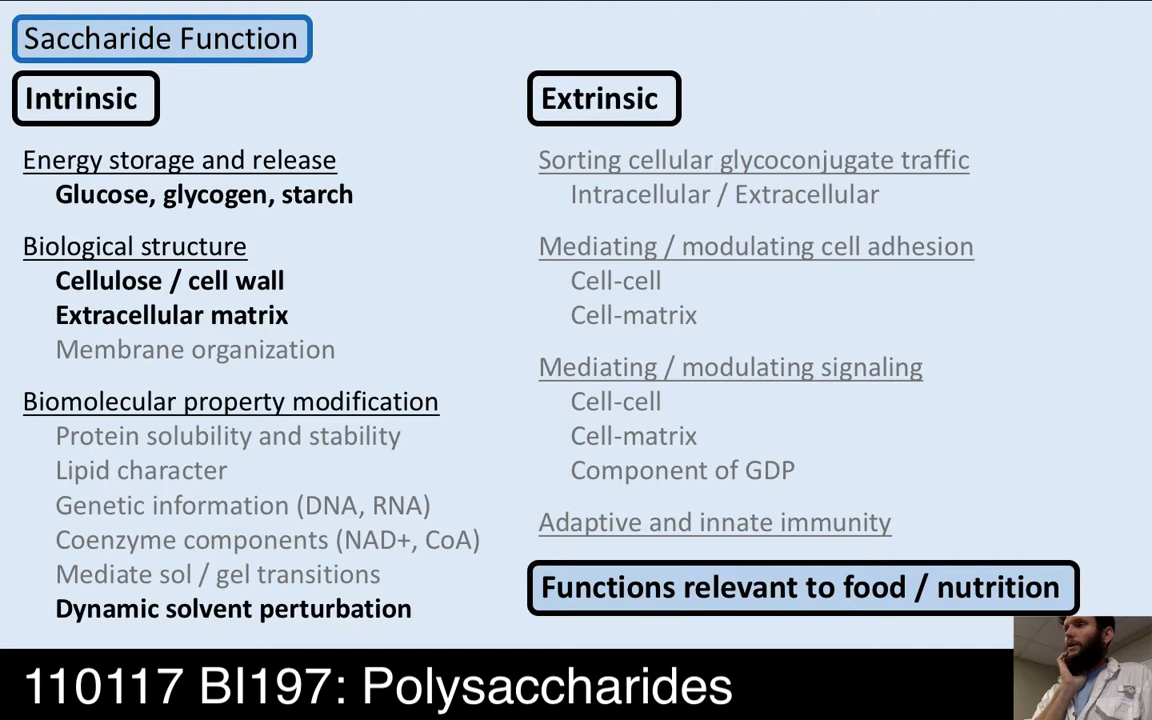 Saccharide Function
Intrinsic
Energy storage and release
Glucose, glycogen, starch
Biological structure
Cellulose / cell wall
Extracellular matrix
Membrane organization
Biomolecular property modification
Protein solubility and stability
Lipid character
Genetic information (DNA, RNA)
Coenzyme components (NAD+, CoA)
Mediate sol / gel transitions
Dynamic solvent perturbation
Extrinsic
Sorting cellular glycoconjugate traffic
Intracellular / Extracellular
Mediating / modulating cell adhesion
Cell-cell
Cell-matrix
Mediating / modulating signaling
Cell-cell
Cell-matrix
Component of GDP
Adaptive and innate immunity
Functions relevant to food / nutrition
110117 BI197: Polysaccharides